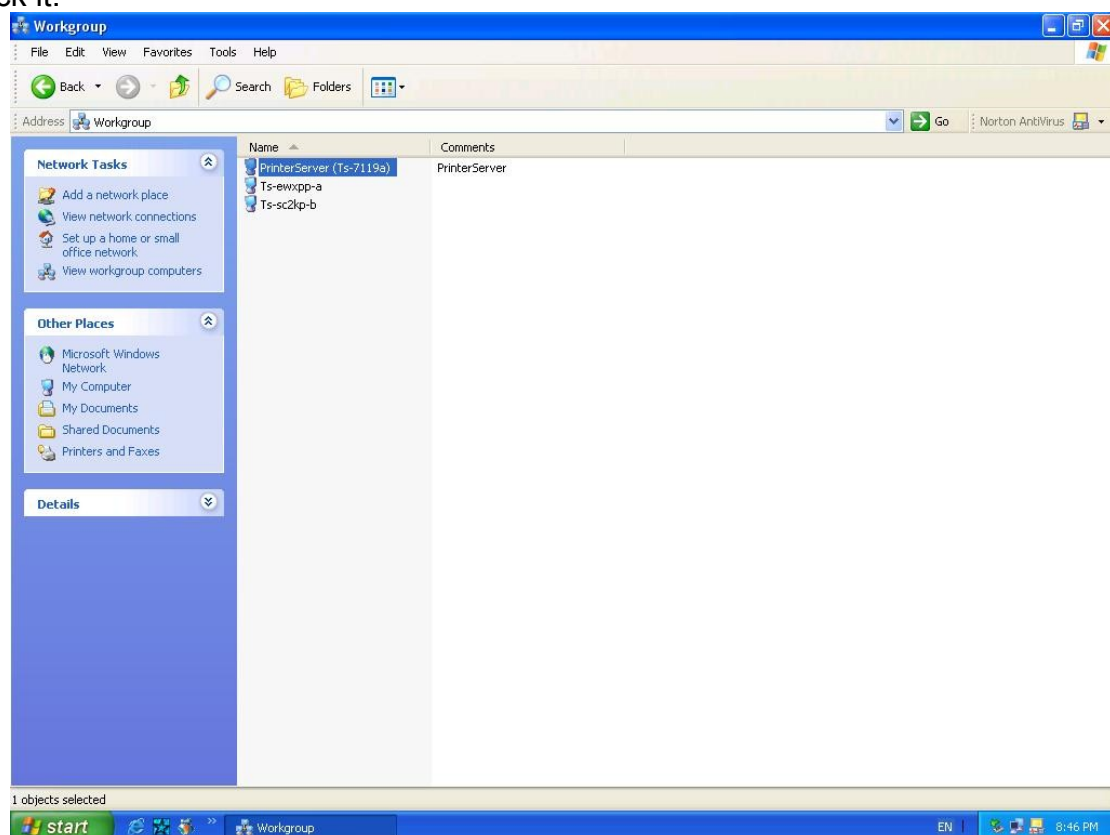 ck it.
Workgroup
File Edit View Favorites Tools Help
Back Search Folders
Address Workgroup Go Norton AntiVirus
Name Comments
Network Tasks
Add a network place
View network connections
Set up a home or small
office network
View workgroup computers
PrinterServer (Ts-7119a) PrinterServer
Ts-ewxpp-a
Ts-sc2kp-b
Other Places
Microsoft Windows
Network
My Computer
My Documents
Shared Documents
Printers and Faxes
Details
1 objects selected
start Workgroup EN 8:46 PM